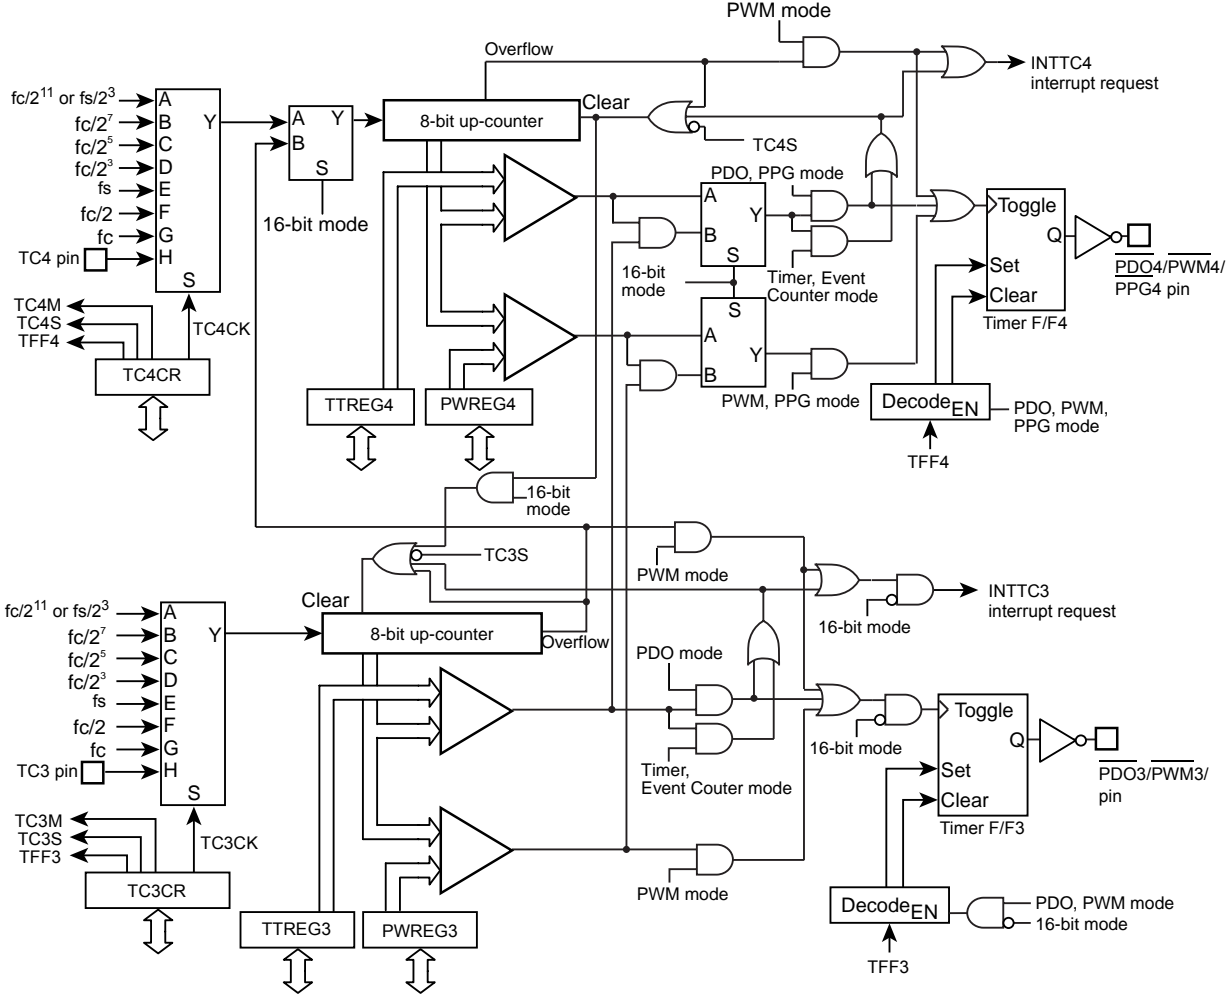 PWM mode
Overflow
INTTC4
interrupt request
fc/2¹¹ or fs/2³
A
fc/2⁷
B
Y
fc/2⁵
C
fc/2³
D
fs
E
fc/2
F
fc
G
TC4 pin
H
S
A
Y
B
S
16-bit mode
8-bit up-counter
Clear
TC4S
PDO, PPG mode
A
Y
B
S
16-bit
mode
Timer, Event
Counter mode
S
A
Y
B
PWM, PPG mode
Toggle
Q
Set
Clear
Timer F/F4
PDO4/PWM4/
PPG4 pin
TC4M
TC4S
TFF4
TC4CK
TC4CR
TTREG4
PWREG4
Decode EN
PDO, PWM,
PPG mode
TFF4
16-bit
mode
TC3S
PWM mode
INTTC3
interrupt request
16-bit mode
Clear
8-bit up-counter
Overflow
fc/2¹¹ or fs/2³
A
fc/2⁷
B
Y
fc/2⁵
C
fc/2³
D
fs
E
fc/2
F
fc
G
TC3 pin
H
S
PDO mode
Timer,
Event Couter mode
16-bit mode
Toggle
Q
Set
Clear
Timer F/F3
PDO3/PWM3/
pin
TC3M
TC3S
TFF3
TC3CK
TC3CR
PWM mode
TTREG3
PWREG3
Decode EN
PDO, PWM mode
16-bit mode
TFF3